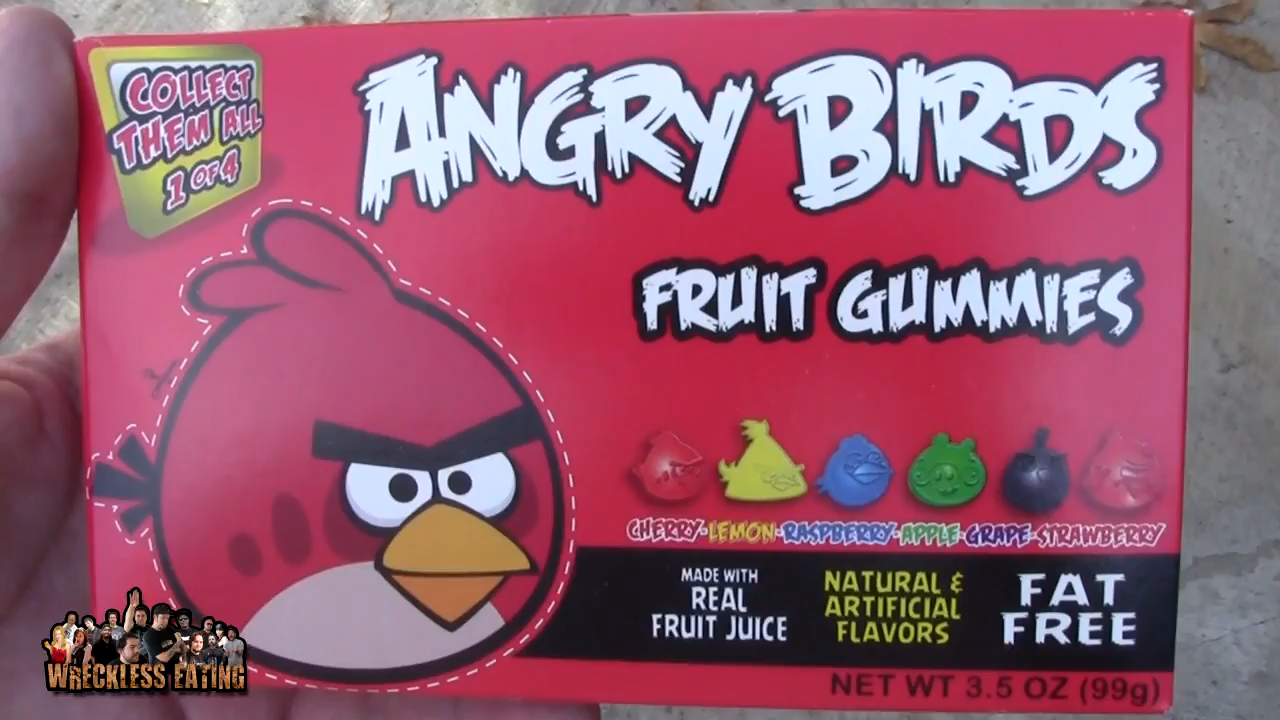 COLLECT
THEM ALL
1 OF 4
ANGRY BIRDS
FRUIT GUMMIES
CHERRY-LEMON-RASPBERRY-APPLE-GRAPE-STRAWBERRY
MADE WITH
REAL
FRUIT JUICE
NATURAL &
ARTIFICIAL
FLAVORS
FAT
FREE
NET WT 3.5 OZ (99g)
WRECKLESS EATING